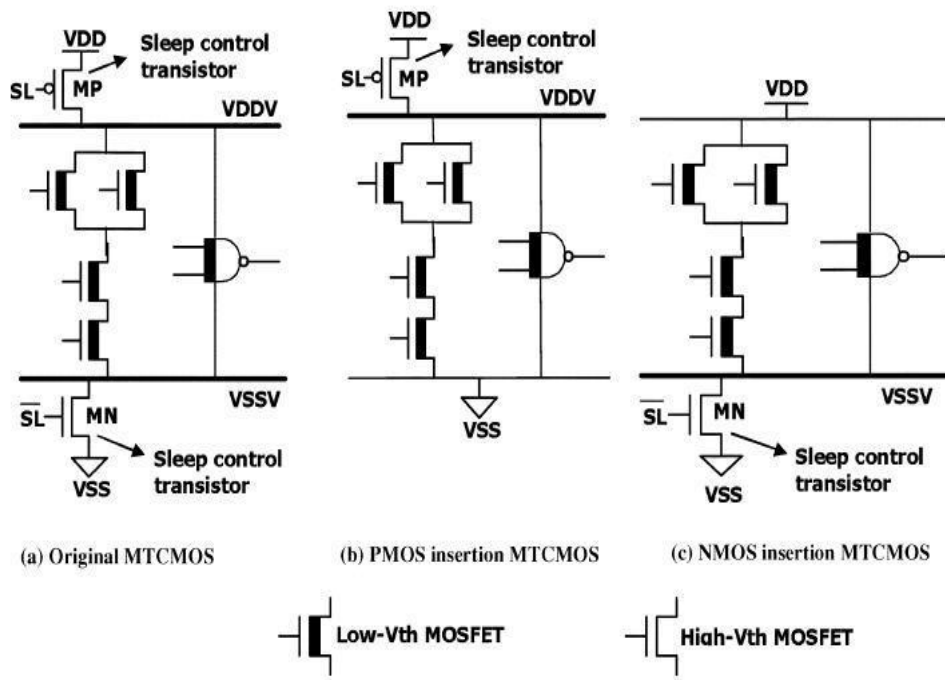 VDD
Sleep control
transistor
SL
MP
VDDV
VSSV
SL
MN
Sleep control
transistor
VSS
(a) Original MTCMOS
VDD
Sleep control
transistor
SL
MP
VDDV
VSS
(b) PMOS insertion MTCMOS
VDD
VSSV
SL
MN
Sleep control
transistor
VSS
(c) NMOS insertion MTCMOS
Low-Vth MOSFET
High-Vth MOSFET